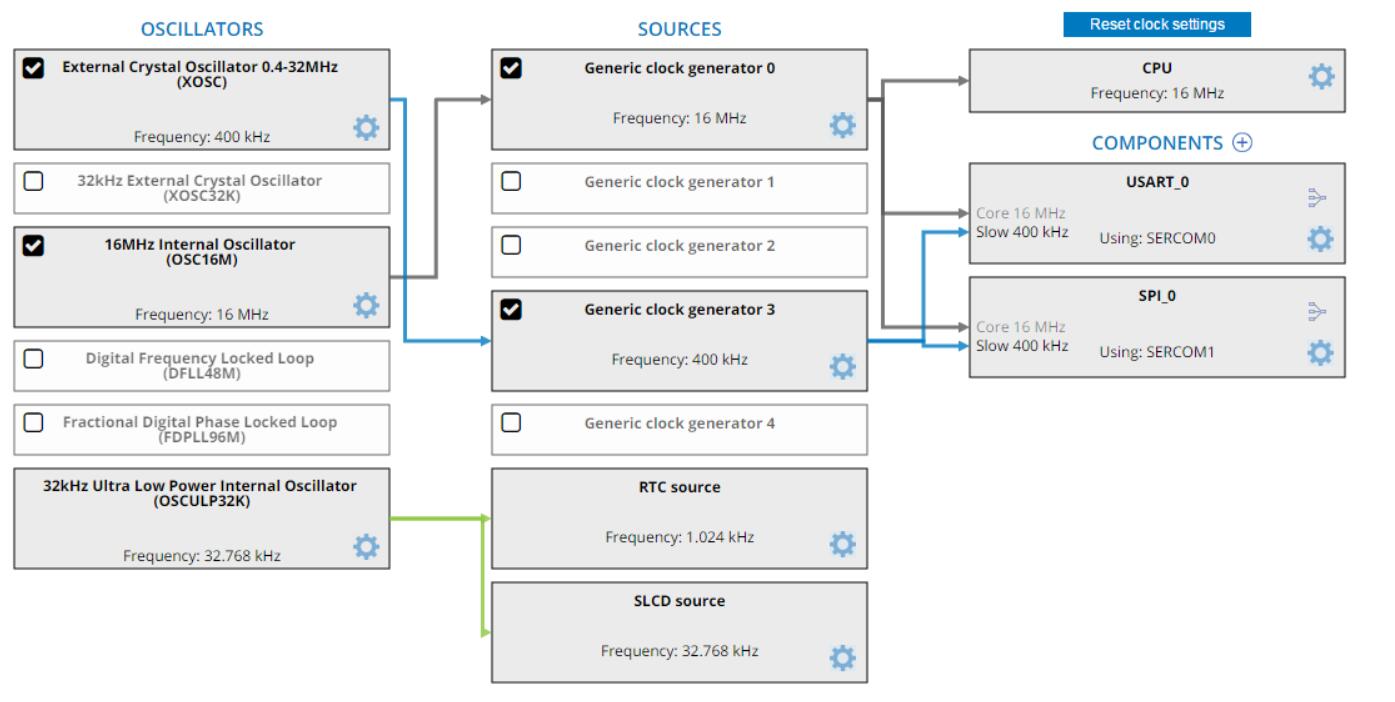 OSCILLATORS
External Crystal Oscillator 0.4-32MHz
(XOSC)
Frequency: 400 kHz
32kHz External Crystal Oscillator
(XOSC32K)
16MHz Internal Oscillator
(OSC16M)
Frequency: 16 MHz
Digital Frequency Locked Loop
(DFLL48M)
Fractional Digital Phase Locked Loop
(FDPLL96M)
32kHz Ultra Low Power Internal Oscillator
(OSCULP32K)
Frequency: 32.768 kHz
SOURCES
Generic clock generator 0
Frequency: 16 MHz
Generic clock generator 1
Generic clock generator 2
Generic clock generator 3
Frequency: 400 kHz
Generic clock generator 4
RTC source
Frequency: 1.024 kHz
SLCD source
Frequency: 32.768 kHz
Reset clock settings
CPU
Frequency: 16 MHz
COMPONENTS
USART_0
Core 16 MHz
Slow 400 kHz
Using: SERCOM0
SPI_0
Core 16 MHz
Slow 400 kHz
Using: SERCOM1